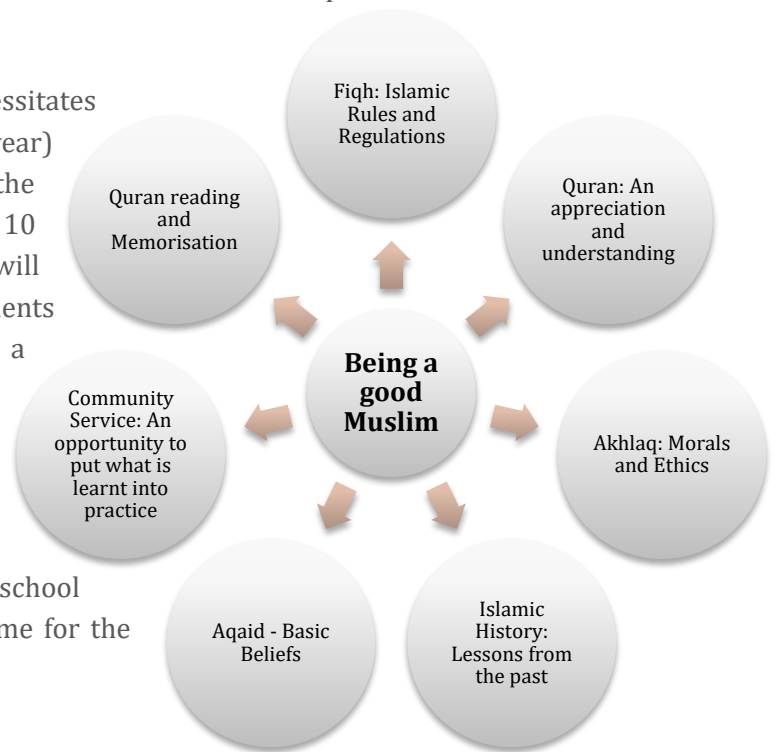 essitates
year)
the
10
will
ents
a
school
me for the
Fiqh: Islamic
Rules and
Regulations
Quran: An
appreciation
and
understanding
Akhlaq: Morals
and Ethics
Islamic
History:
Lessons from
the past
Aqaid - Basic
Beliefs
Community
Service: An
opportunity to
put what is
learnt into
practice
Quran reading
and
Memorisation
Being a
good
Muslim